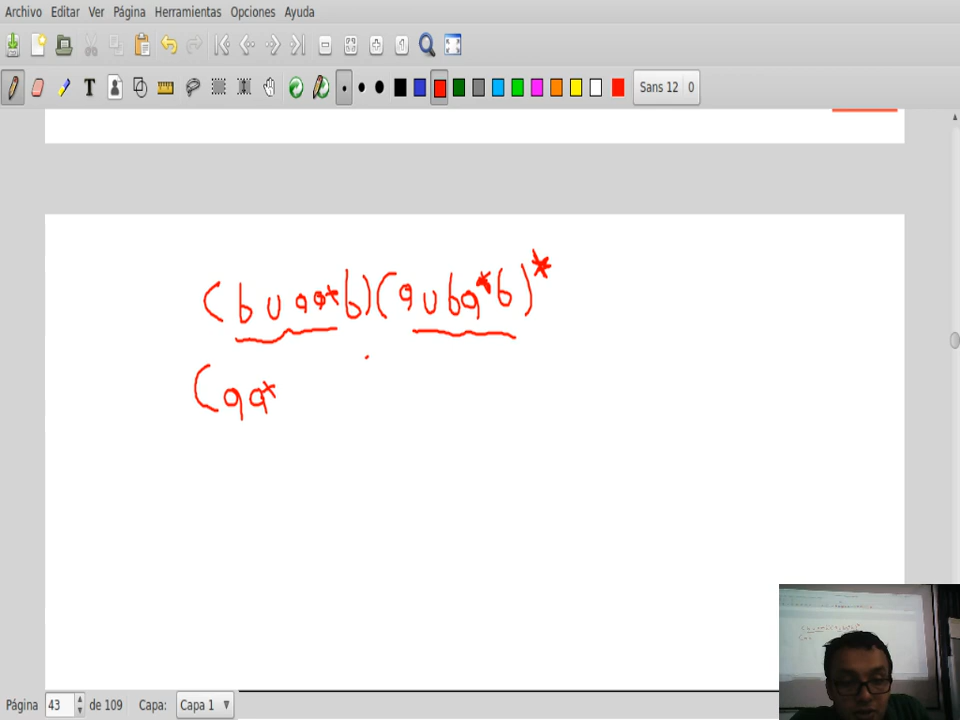 Archivo Editar Ver Página Herramientas Opciones Ayuda
Sans 12 0
(b ∪ aa*b)(a ∪ ba*b)*
(aa*
Página 43 de 109 Capa: Capa 1